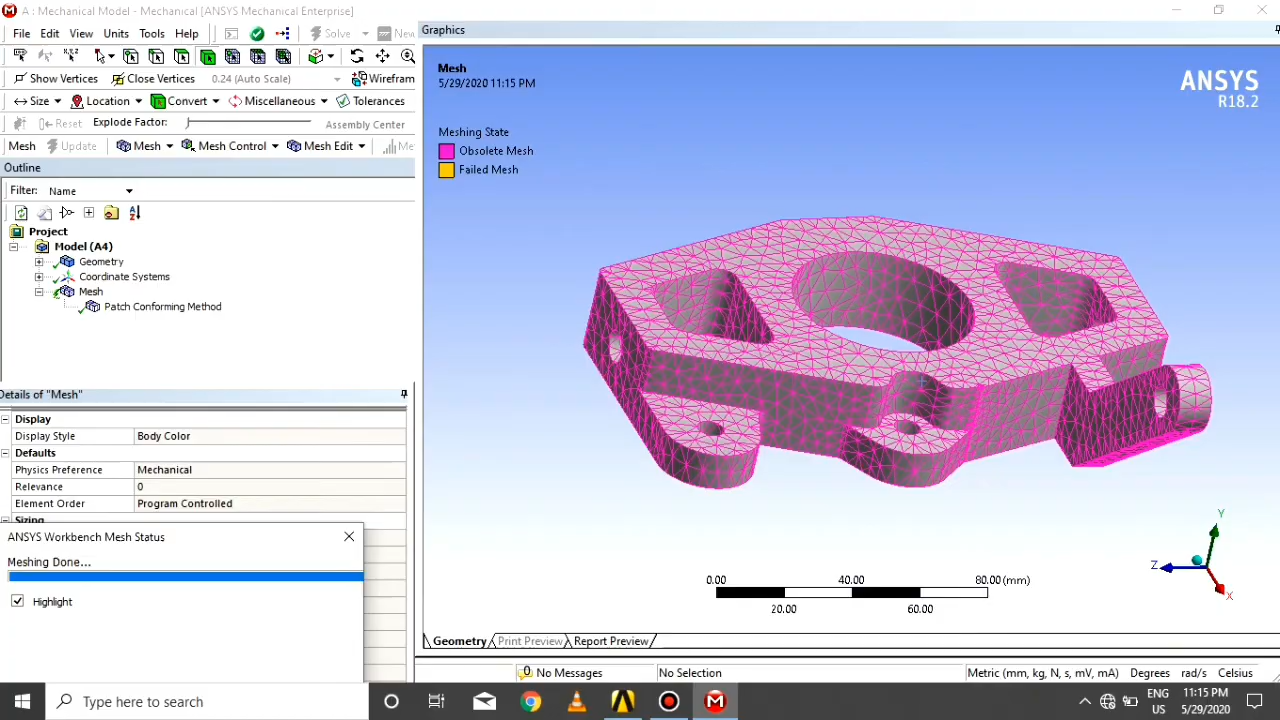 A : Mechanical Model - Mechanical [ANSYS Mechanical Enterprise]
File Edit View Units Tools Help Solve New
Show Vertices Close Vertices 0.24 (Auto Scale) Wirefram
Size Location Convert Miscellaneous Tolerances
Reset Explode Factor: Assembly Center
Mesh Update Mesh Mesh Control Mesh Edit Me
Outline
Filter: Name
Project
Model (A4)
Geometry
Coordinate Systems
Mesh
Patch Conforming Method
Details of "Mesh"
Display
Display Style Body Color
Defaults
Physics Preference Mechanical
Relevance 0
Element Order Program Controlled
Sizing
ANSYS Workbench Mesh Status
Meshing Done...
Highlight
Graphics
Mesh
5/29/2020 11:15 PM
ANSYS
R18.2
Meshing State
Obsolete Mesh
Failed Mesh
Y
Z
X
0.00 40.00 80.00 (mm)
20.00 60.00
Geometry Print Preview Report Preview
0 No Messages No Selection Metric (mm, kg, N, s, mV, mA) Degrees rad/s Celsius
Type here to search
ENG
US
11:15 PM
5/29/2020